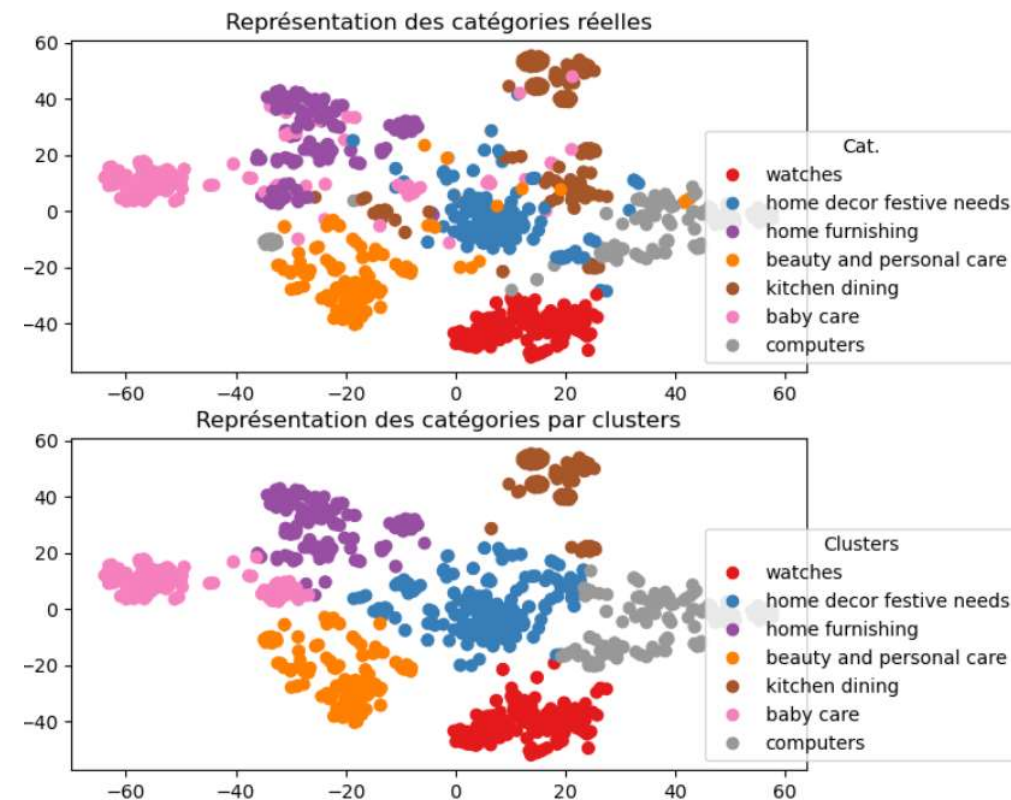 Représentation des catégories réelles
60
40
20
0
−20
−40
−60
−40
−20
0
20
40
60
Cat.
watches
home decor festive needs
home furnishing
beauty and personal care
kitchen dining
baby care
computers
Représentation des catégories par clusters
60
40
20
0
−20
−40
−60
−40
−20
0
20
40
60
Clusters
watches
home decor festive needs
home furnishing
beauty and personal care
kitchen dining
baby care
computers